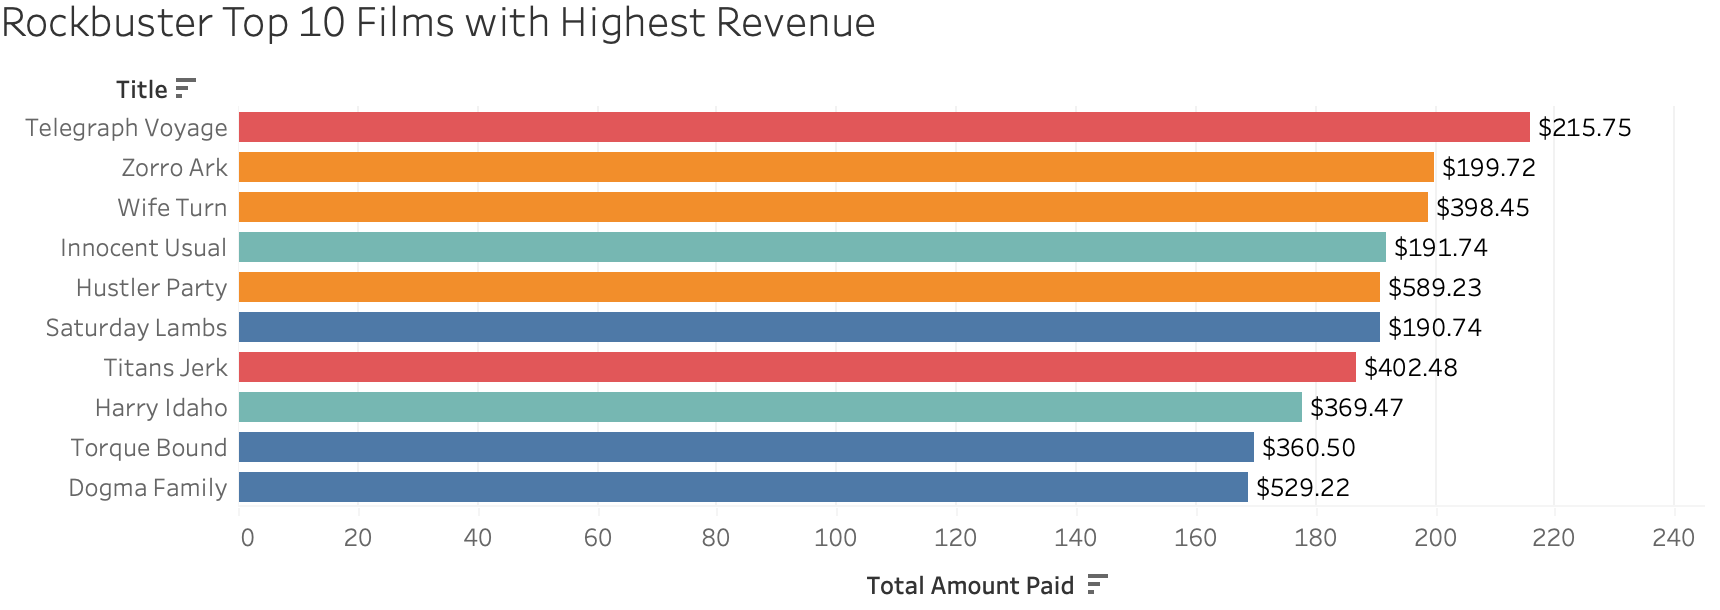 Rockbuster Top 10 Films with Highest Revenue
Title
Telegraph Voyage $215.75
Zorro Ark $199.72
Wife Turn $398.45
Innocent Usual $191.74
Hustler Party $589.23
Saturday Lambs $190.74
Titans Jerk $402.48
Harry Idaho $369.47
Torque Bound $360.50
Dogma Family $529.22
0 20 40 60 80 100 120 140 160 180 200 220 240
Total Amount Paid